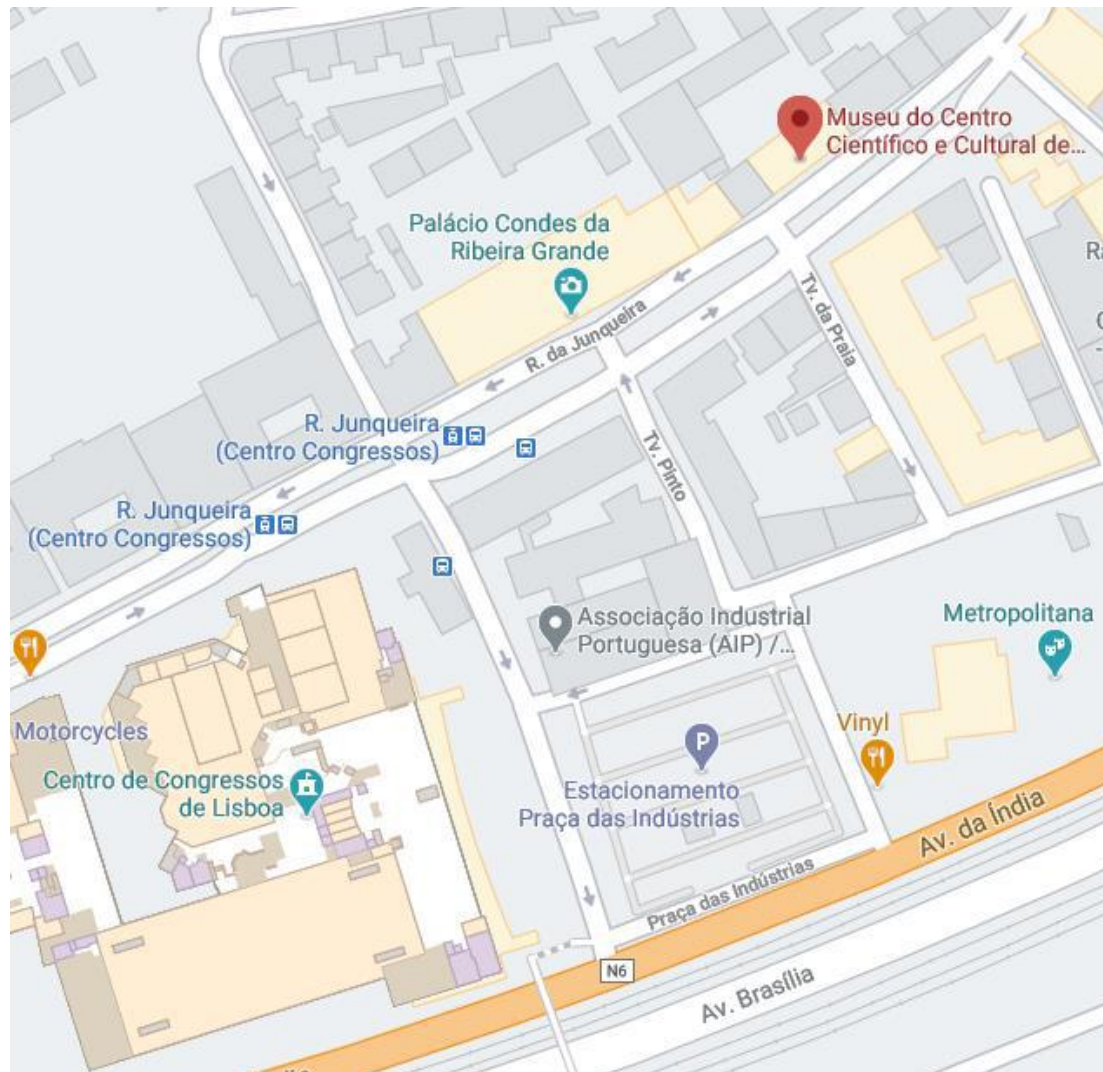 Museu do Centro
Científico e Cultural de...
Palácio Condes da
Ribeira Grande
R. da Junqueira
Tv. da Praia
R. Junqueira
(Centro Congressos)
Tv. Pinto
R. Junqueira
(Centro Congressos)
Associação Industrial
Portuguesa (AIP) /...
Metropolitana
Motorcycles
Vinyl
P
Centro de Congressos
de Lisboa
Estacionamento
Praça das Indústrias
Av. da Índia
Praça das Indústrias
N6
Av. Brasília